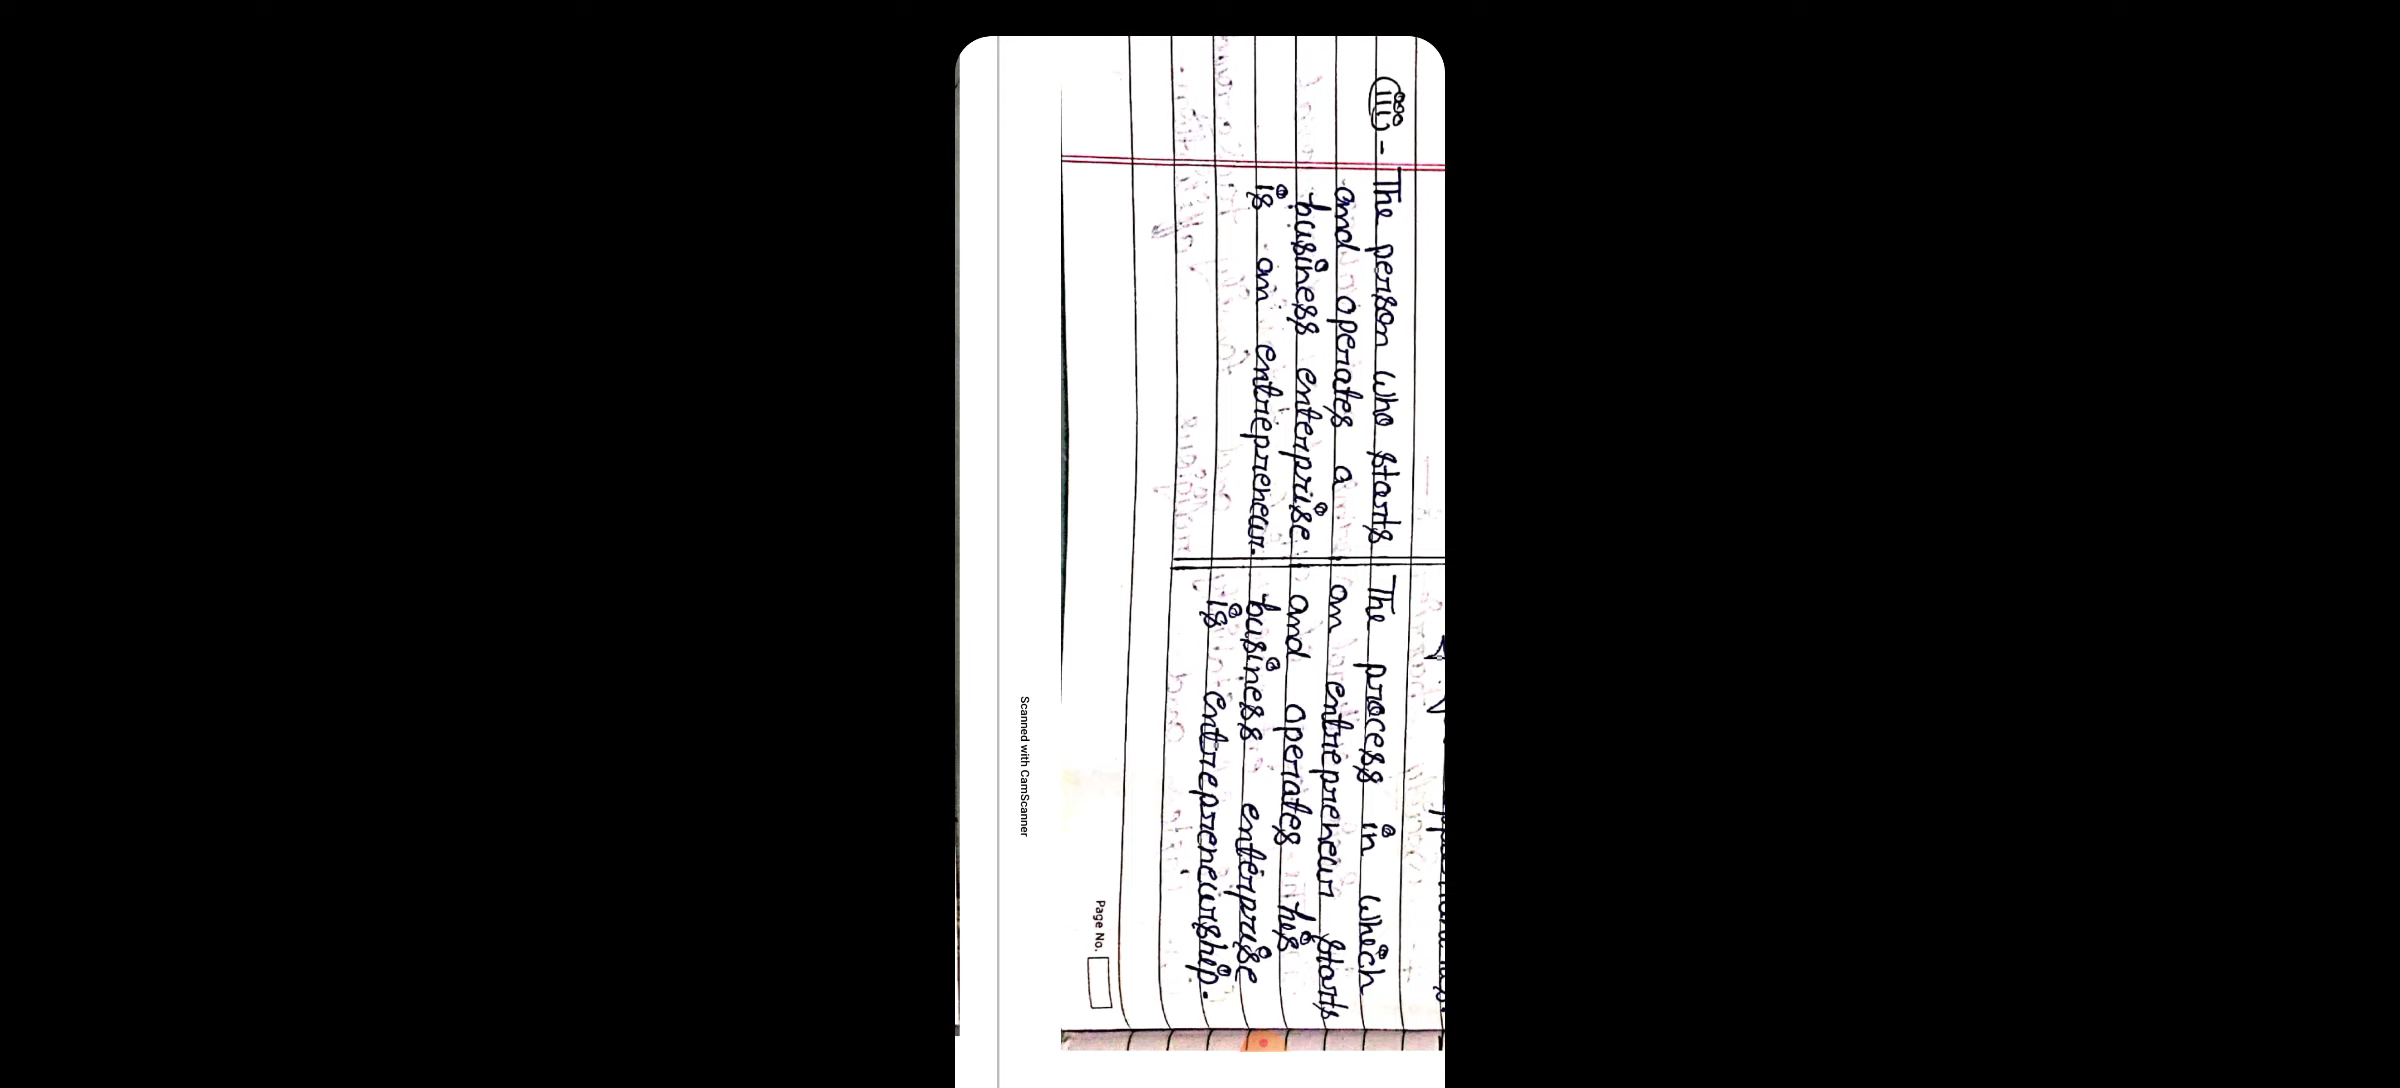 (iii) - The person who starts
and operates a
business enterprise
is an entrepreneur.
The process in which
an entrepreneur starts
and operates his
business enterprise
is entrepreneurship.
Page No.
Scanned with CamScanner